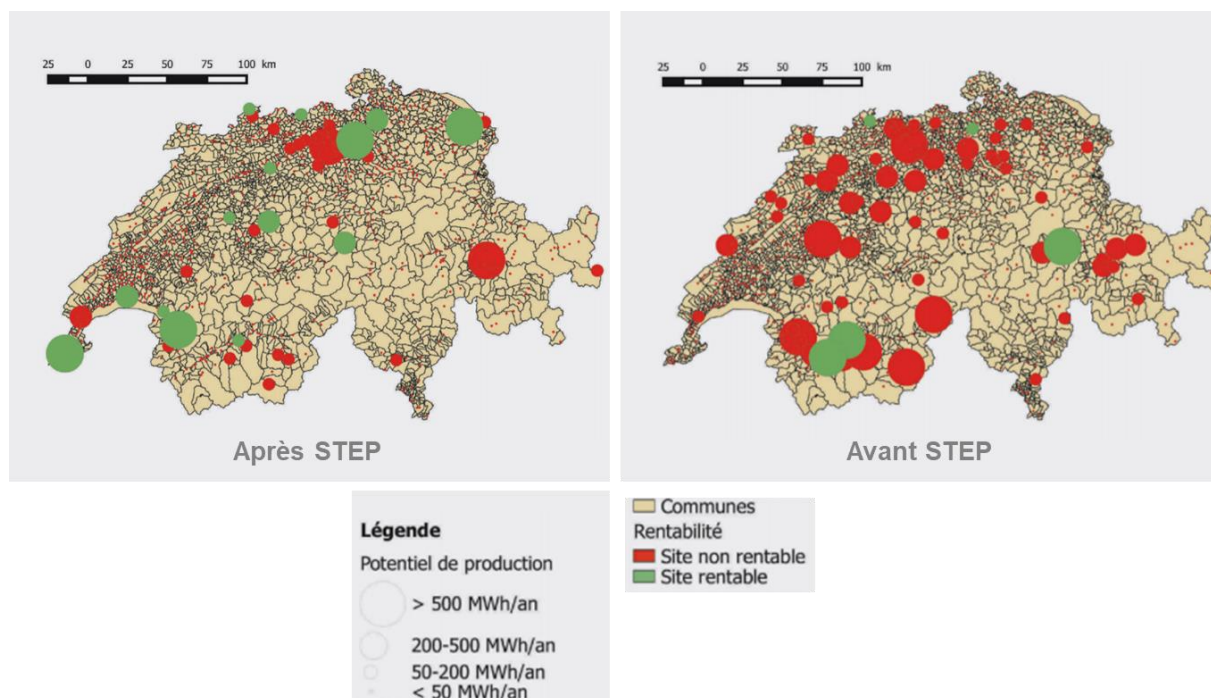 25 0 25 50 75 100 km
Après STEP
25 0 25 50 75 100 km
Avant STEP
Légende
Potentiel de production
> 500 MWh/an
200-500 MWh/an
50-200 MWh/an
< 50 MWh/an
Communes
Rentabilité
Site non rentable
Site rentable